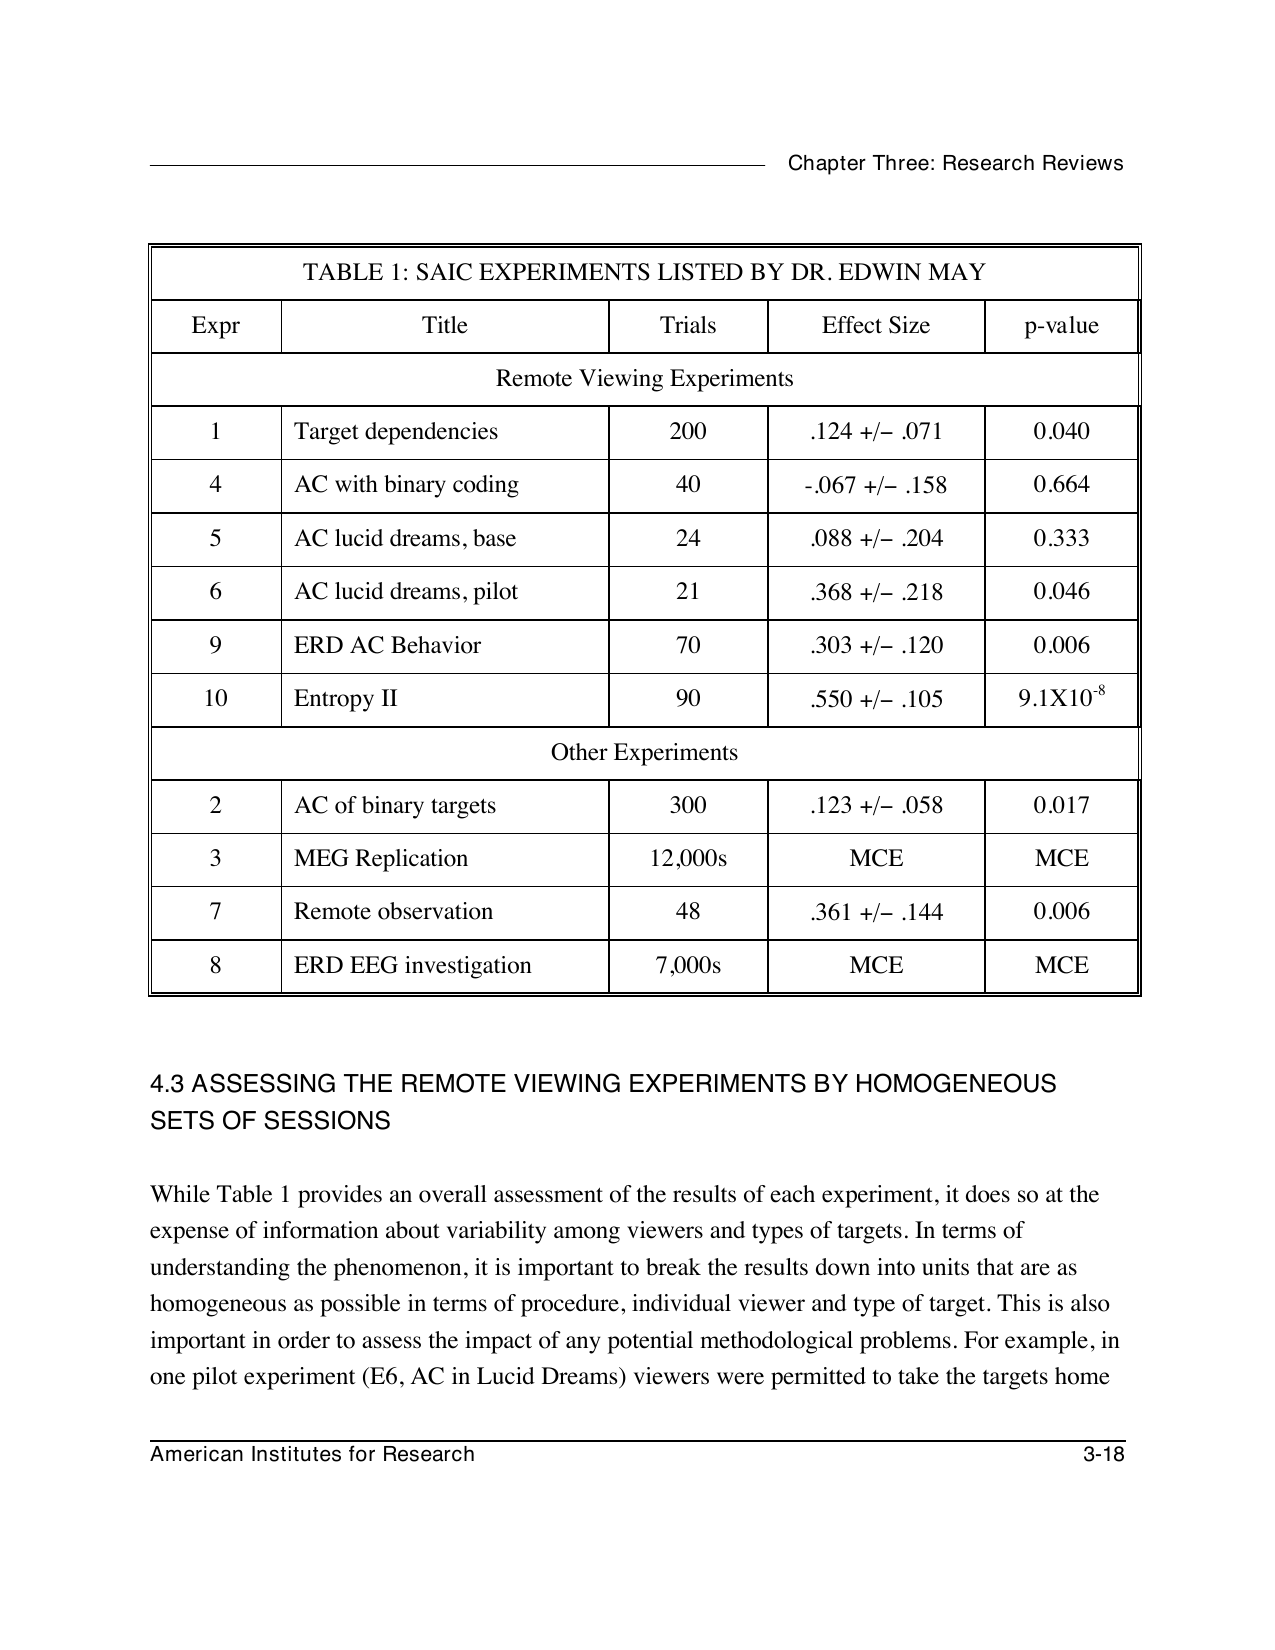 Chapter Three: Research Reviews
TABLE 1: SAIC EXPERIMENTS LISTED BY DR. EDWIN MAY
Expr Title Trials Effect Size p-value
Remote Viewing Experiments
1 Target dependencies 200 .124 +/− .071 0.040
4 AC with binary coding 40 -.067 +/− .158 0.664
5 AC lucid dreams, base 24 .088 +/− .204 0.333
6 AC lucid dreams, pilot 21 .368 +/− .218 0.046
9 ERD AC Behavior 70 .303 +/− .120 0.006
10 Entropy II 90 .550 +/− .105 9.1X10⁻⁸
Other Experiments
2 AC of binary targets 300 .123 +/− .058 0.017
3 MEG Replication 12,000s MCE MCE
7 Remote observation 48 .361 +/− .144 0.006
8 ERD EEG investigation 7,000s MCE MCE
4.3 ASSESSING THE REMOTE VIEWING EXPERIMENTS BY HOMOGENEOUS
SETS OF SESSIONS
While Table 1 provides an overall assessment of the results of each experiment, it does so at the
expense of information about variability among viewers and types of targets. In terms of
understanding the phenomenon, it is important to break the results down into units that are as
homogeneous as possible in terms of procedure, individual viewer and type of target. This is also
important in order to assess the impact of any potential methodological problems. For example, in
one pilot experiment (E6, AC in Lucid Dreams) viewers were permitted to take the targets home
American Institutes for Research 3-18